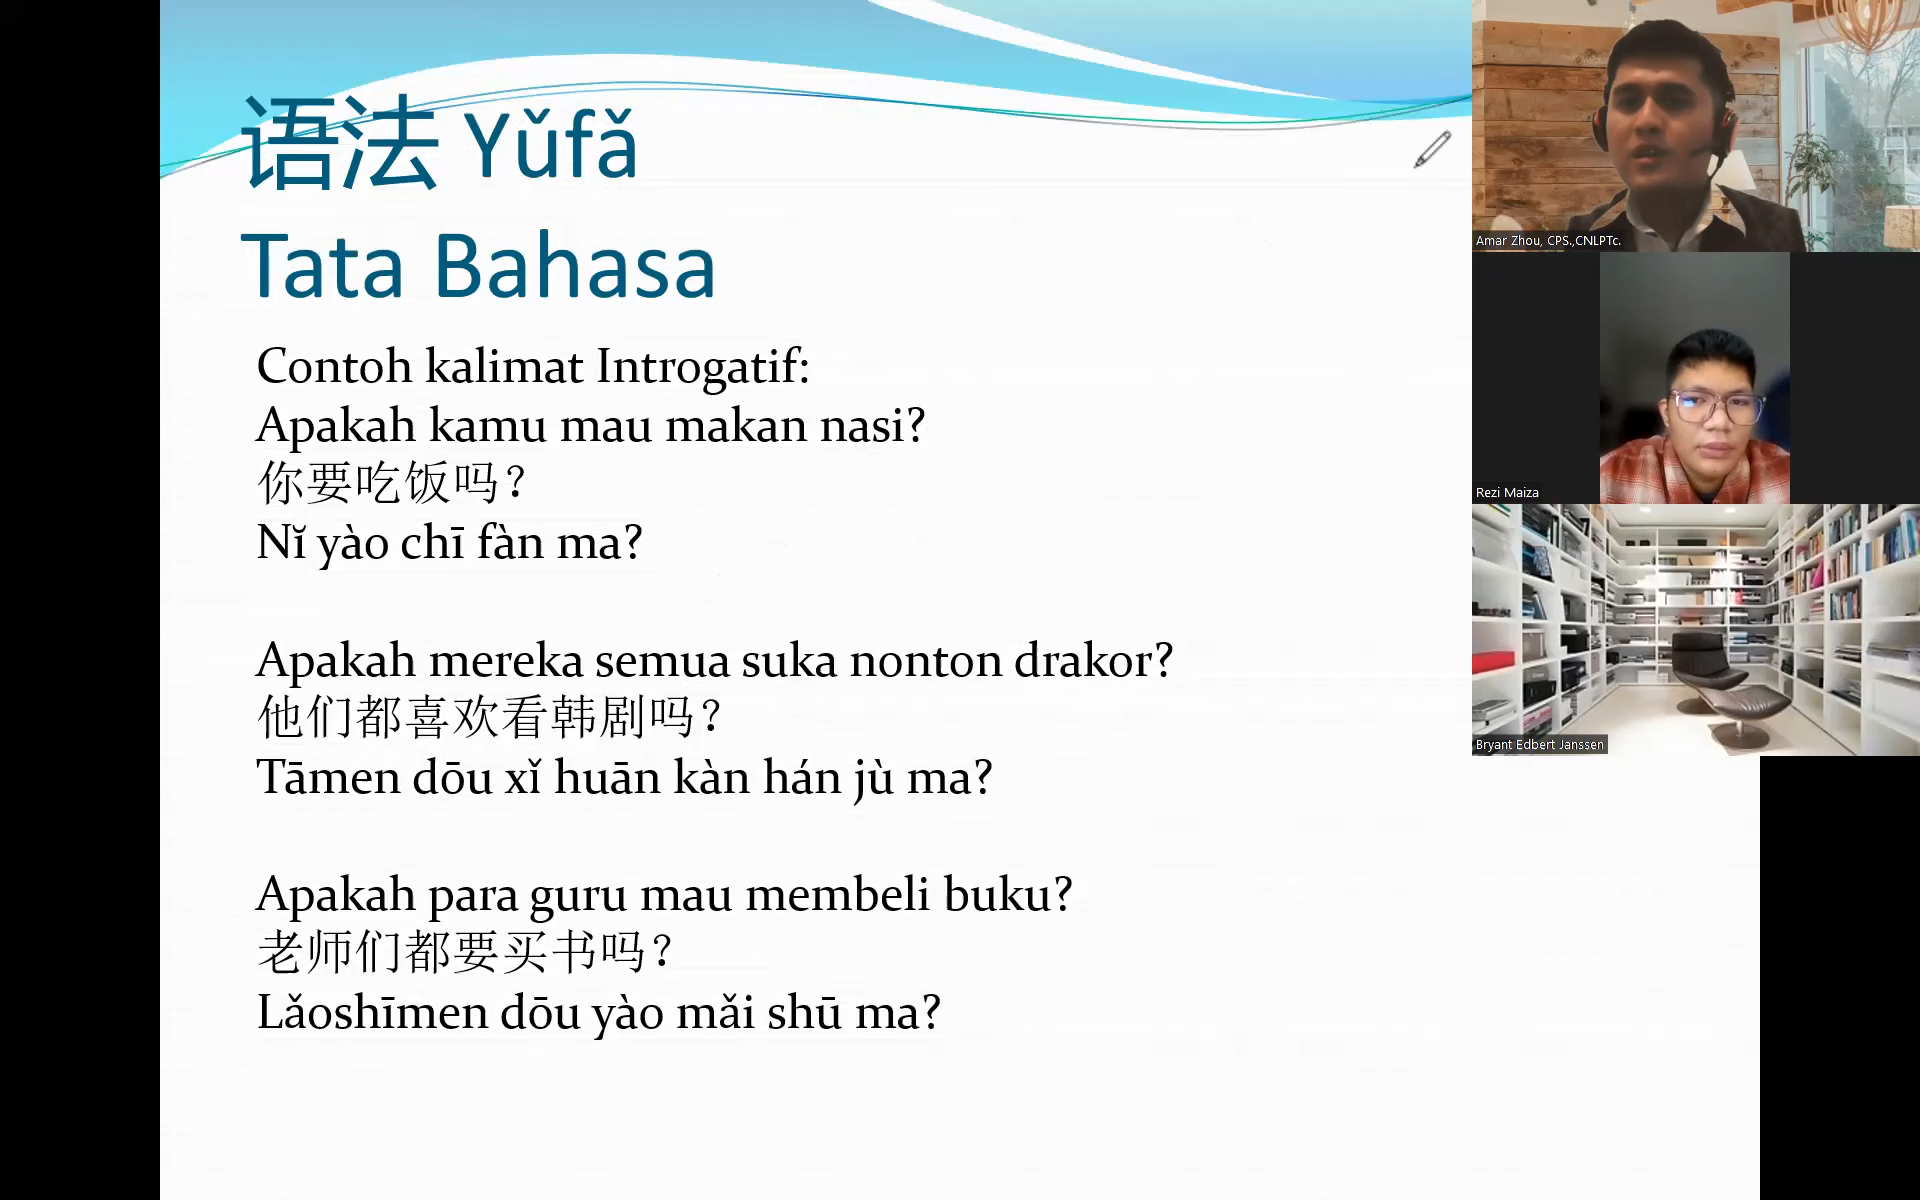 语法 Yǔfǎ
Tata Bahasa
Contoh kalimat Introgatif:
Apakah kamu mau makan nasi?
你要吃饭吗？
Nǐ yào chī fàn ma?
Apakah mereka semua suka nonton drakor?
他们都喜欢看韩剧吗？
Tāmen dōu xǐ huān kàn hán jù ma?
Apakah para guru mau membeli buku?
老师们都要买书吗？
Lǎoshīmen dōu yào mǎi shū ma?
Amar Zhou, CPS.,CNLPTc.
Rezi Maiza
Bryant Edbert Janssen